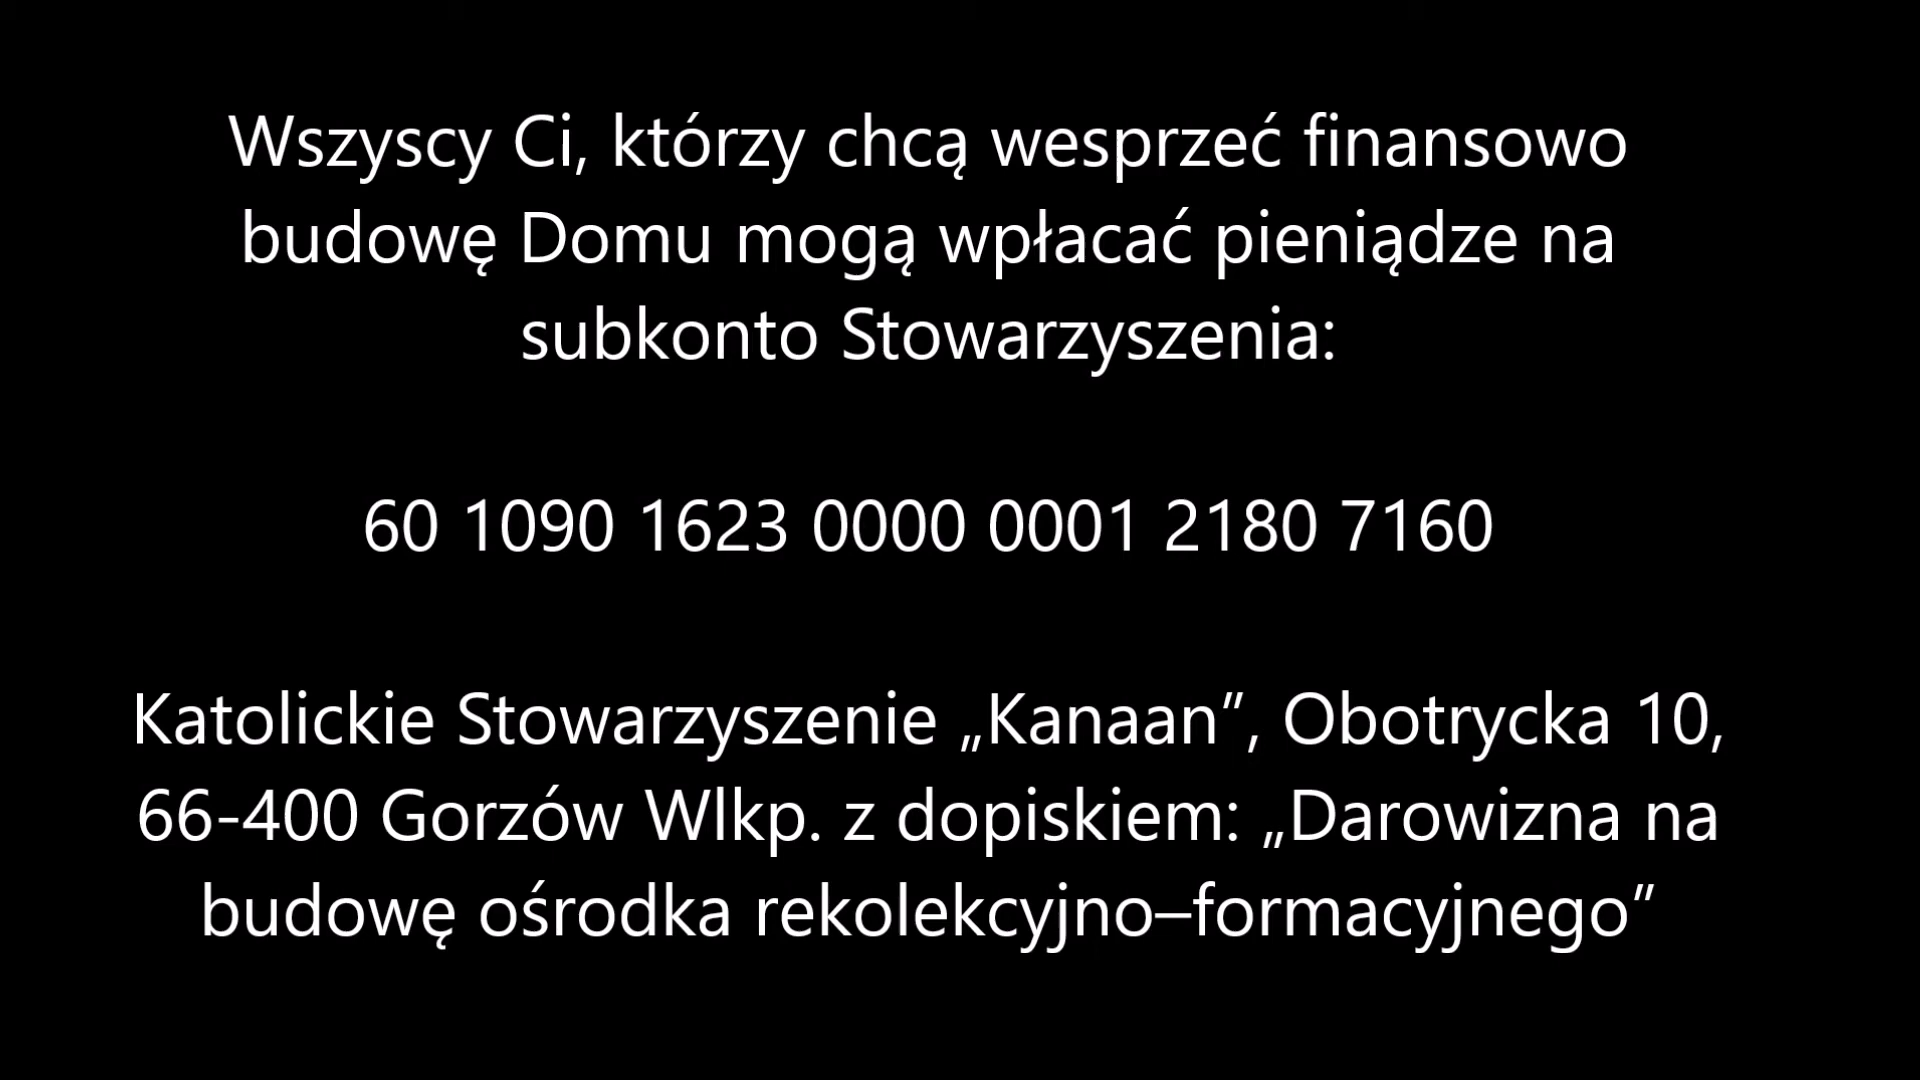 Wszyscy Ci, którzy chcą wesprzeć finansowo
budowę Domu mogą wpłacać pieniądze na
subkonto Stowarzyszenia:
60 1090 1623 0000 0001 2180 7160
Katolickie Stowarzyszenie „Kanaan”, Obotrycka 10,
66-400 Gorzów Wlkp. z dopiskiem: „Darowizna na
budowę ośrodka rekolekcyjno–formacyjnego”